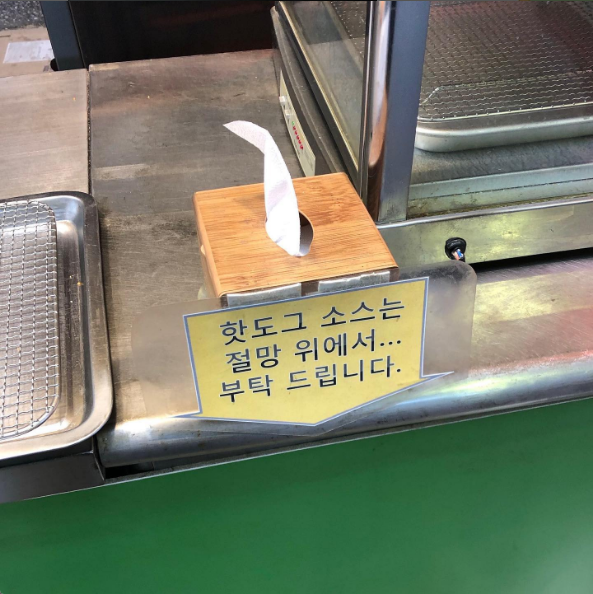 핫도그 소스는
절망 위에서...
부탁 드립니다.